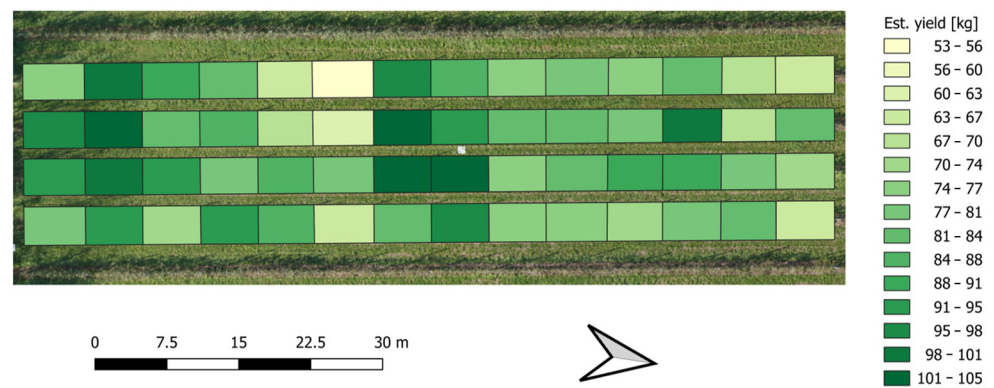 Est. yield [kg]
53 – 56
56 – 60
60 – 63
63 – 67
67 – 70
70 – 74
74 – 77
77 – 81
81 – 84
84 – 88
88 – 91
91 – 95
95 – 98
98 – 101
101 – 105
0 7.5 15 22.5 30 m